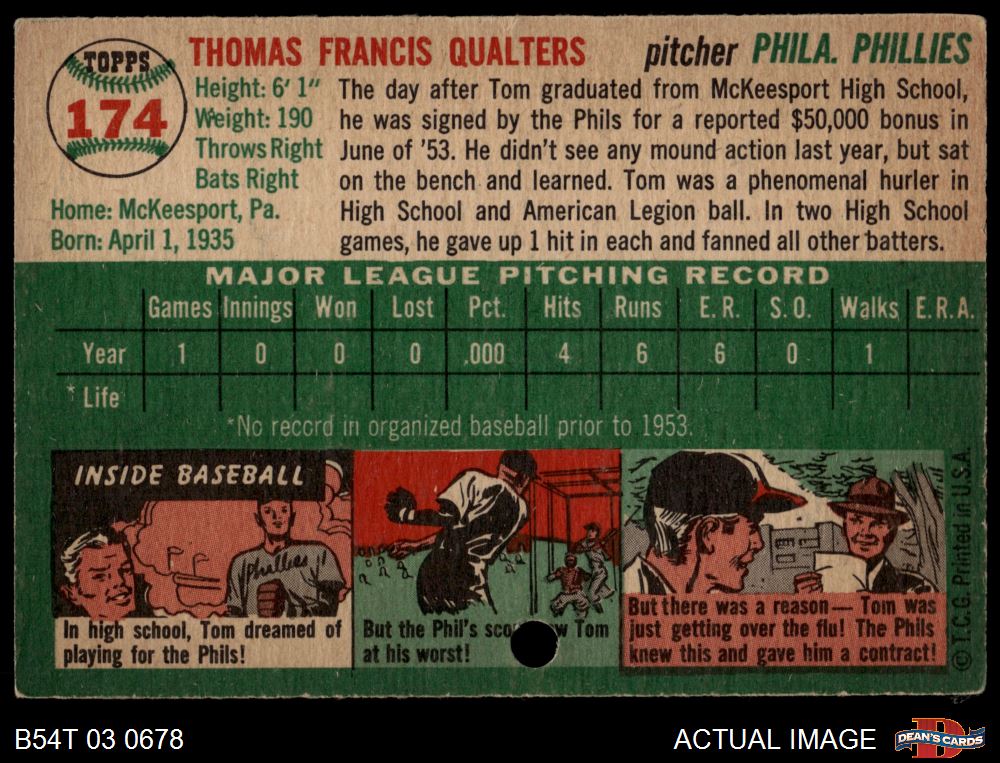 TOPPS
174
THOMAS FRANCIS QUALTERS pitcher PHILA. PHILLIES
Height: 6' 1"
Weight: 190
Throws Right
Bats Right
Home: McKeesport, Pa.
Born: April 1, 1935
The day after Tom graduated from McKeesport High School,
he was signed by the Phils for a reported $50,000 bonus in
June of '53. He didn't see any mound action last year, but sat
on the bench and learned. Tom was a phenomenal hurler in
High School and American Legion ball. In two High School
games, he gave up 1 hit in each and fanned all other batters.
MAJOR LEAGUE PITCHING RECORD
Games Innings Won Lost Pct. Hits Runs E. R. S. O. Walks E. R. A.
Year 1 0 0 0 .000 4 6 6 0 1
* Life
*No record in organized baseball prior to 1953.
INSIDE BASEBALL
Phillies
In high school, Tom dreamed of
playing for the Phils!
But the Phil's Tom
at his worst!
But there was a reason— Tom was
just getting over the flu! The Phils
knew this and gave him a contract!
© T. C. G. Printed in U. S. A.
B54T 03 0678
ACTUAL IMAGE
DEAN'S CARDS